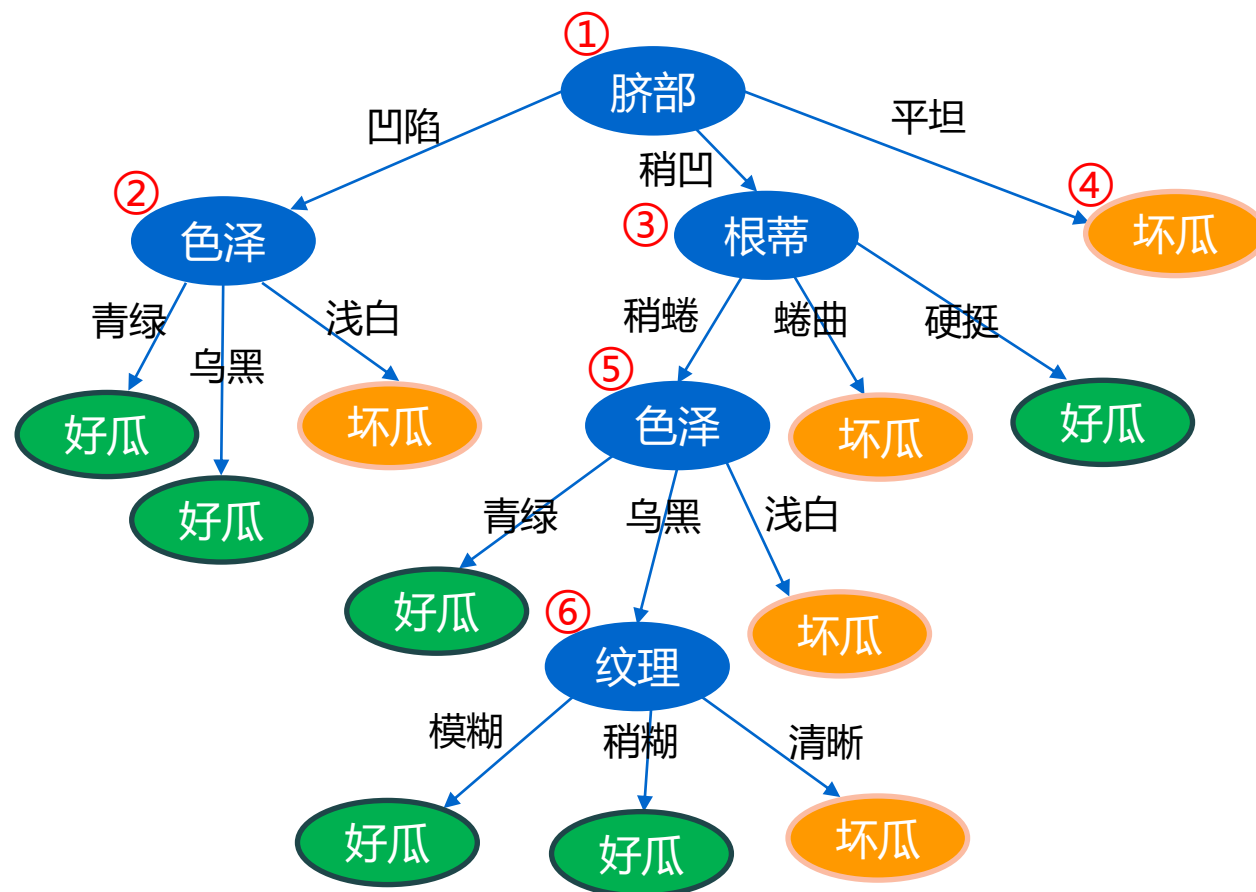 ①
脐部
凹陷
稍凹
平坦
②
色泽
③
根蒂
④
坏瓜
青绿
乌黑
浅白
稍蜷
蜷曲
硬挺
好瓜
好瓜
坏瓜
⑤
色泽
坏瓜
好瓜
青绿
乌黑
浅白
好瓜
⑥
纹理
坏瓜
模糊
稍糊
清晰
好瓜
好瓜
坏瓜